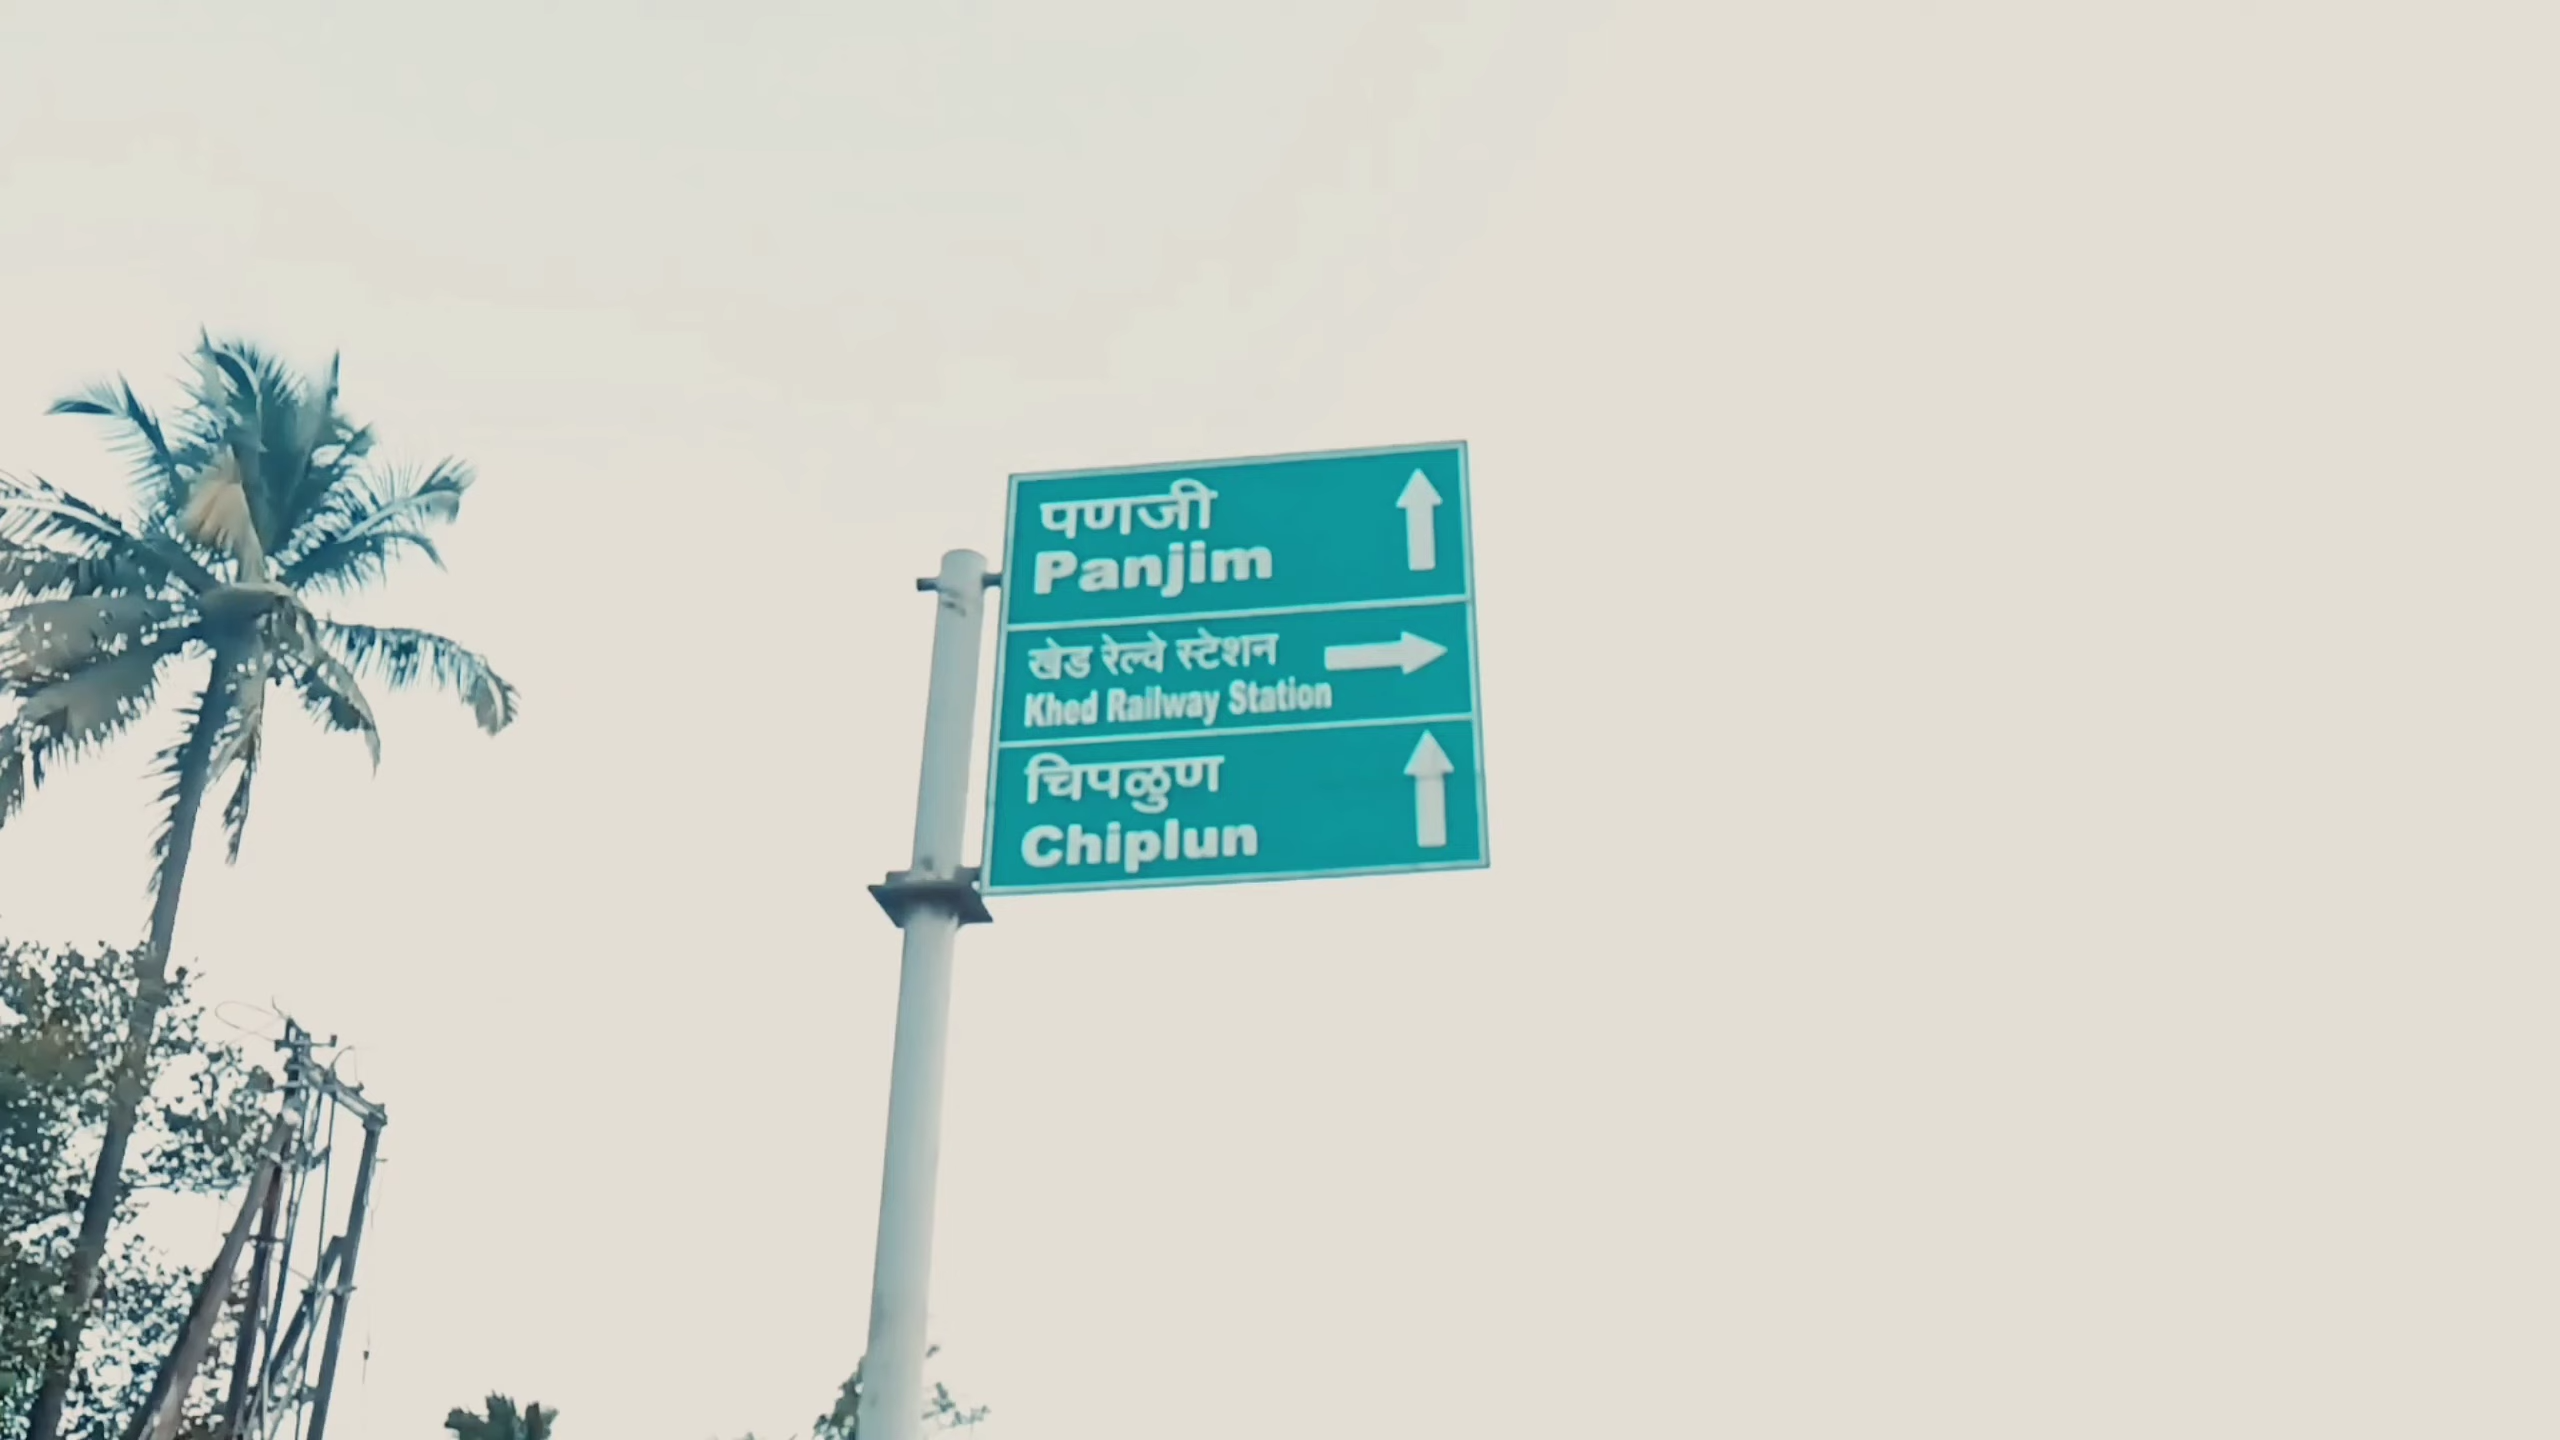 पणजी
Panjim
खेड रेल्वे स्टेशन
Khed Railway Station
चिपळुण
Chiplun